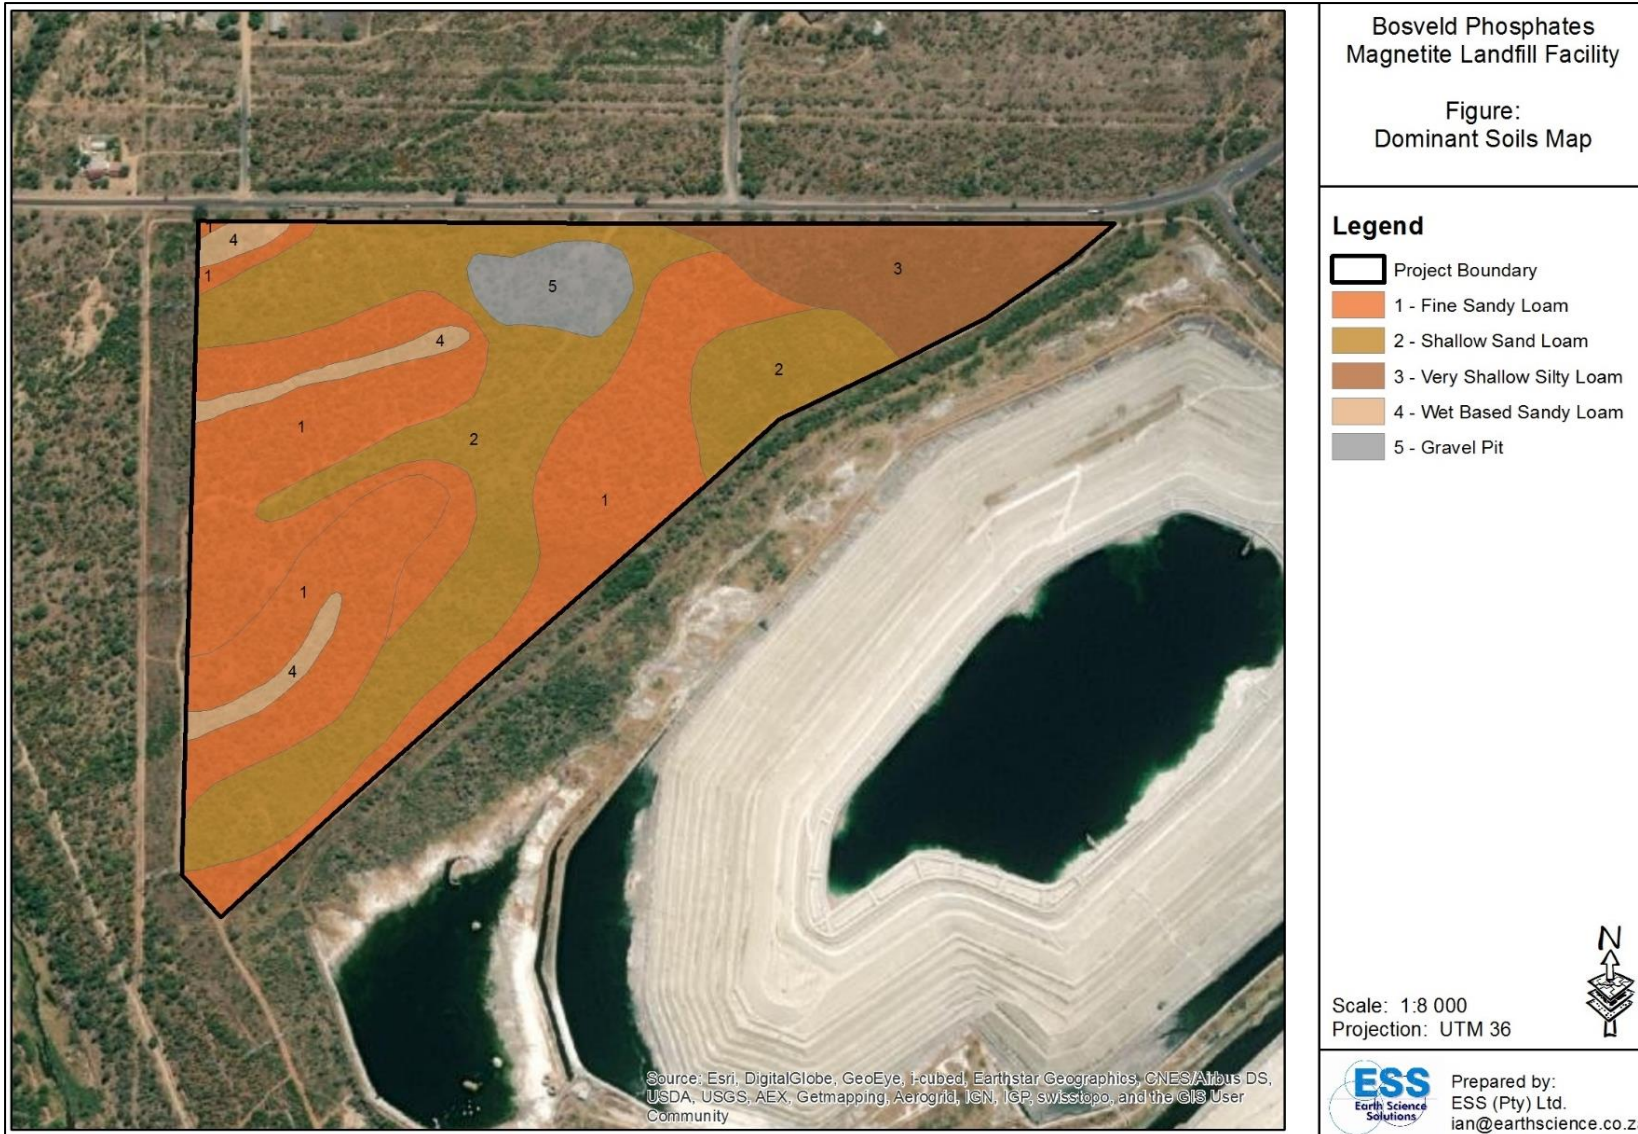 Bosveld Phosphates
Magnetite Landfill Facility
Figure:
Dominant Soils Map
Legend
Project Boundary
1 - Fine Sandy Loam
2 - Shallow Sand Loam
3 - Very Shallow Silty Loam
4 - Wet Based Sandy Loam
5 - Gravel Pit
1
4
1
3
5
4
2
1
2
1
1
4
N
Scale: 1:8 000
Projection: UTM 36
Source: Esri, DigitalGlobe, GeoEye, i-cubed, Earthstar Geographics, CNES/Airbus DS,
USDA, USGS, AEX, Getmapping, Aerogrid, IGN, IGP, swisstopo, and the GIS User
Community
ESS
Earth Science
Solutions
Prepared by:
ESS (Pty) Ltd.
ian@earthscience.co.z